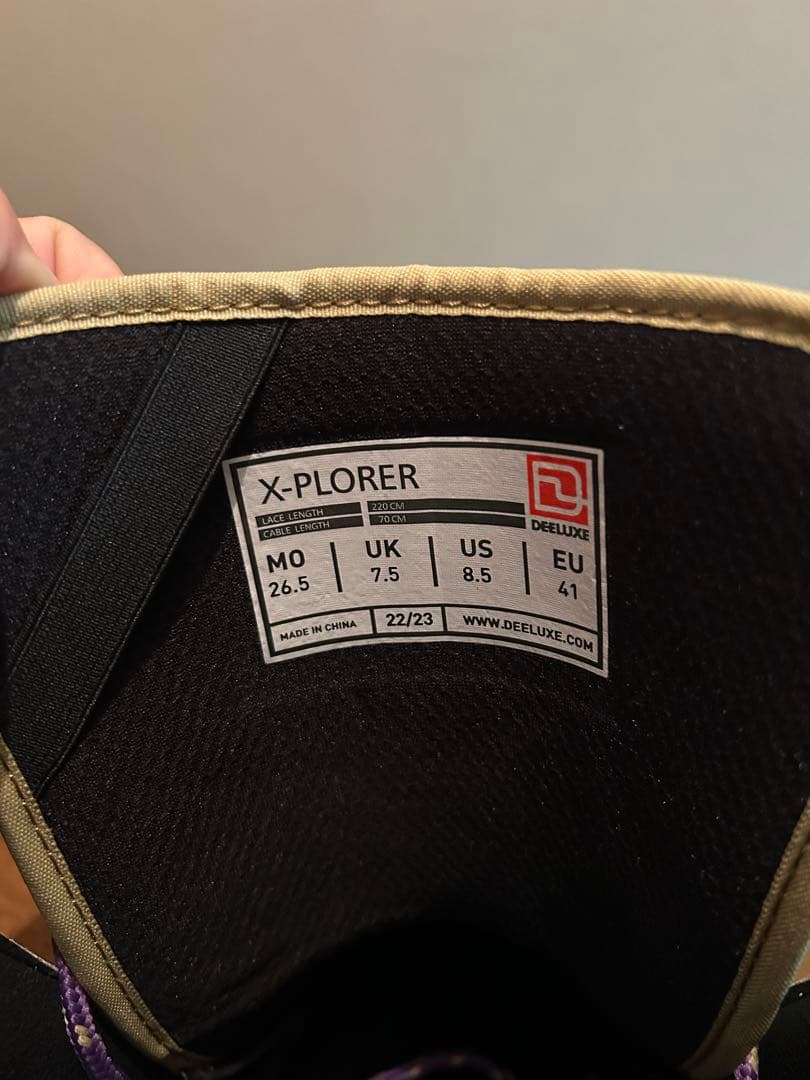 X-PLORER
LACE LENGTH 220 CM
CABLE LENGTH 70 CM
DEELUXE
MO | UK | US | EU
26.5 | 7.5 | 8.5 | 41
MADE IN CHINA 22/23 WWW.DEELUXE.COM